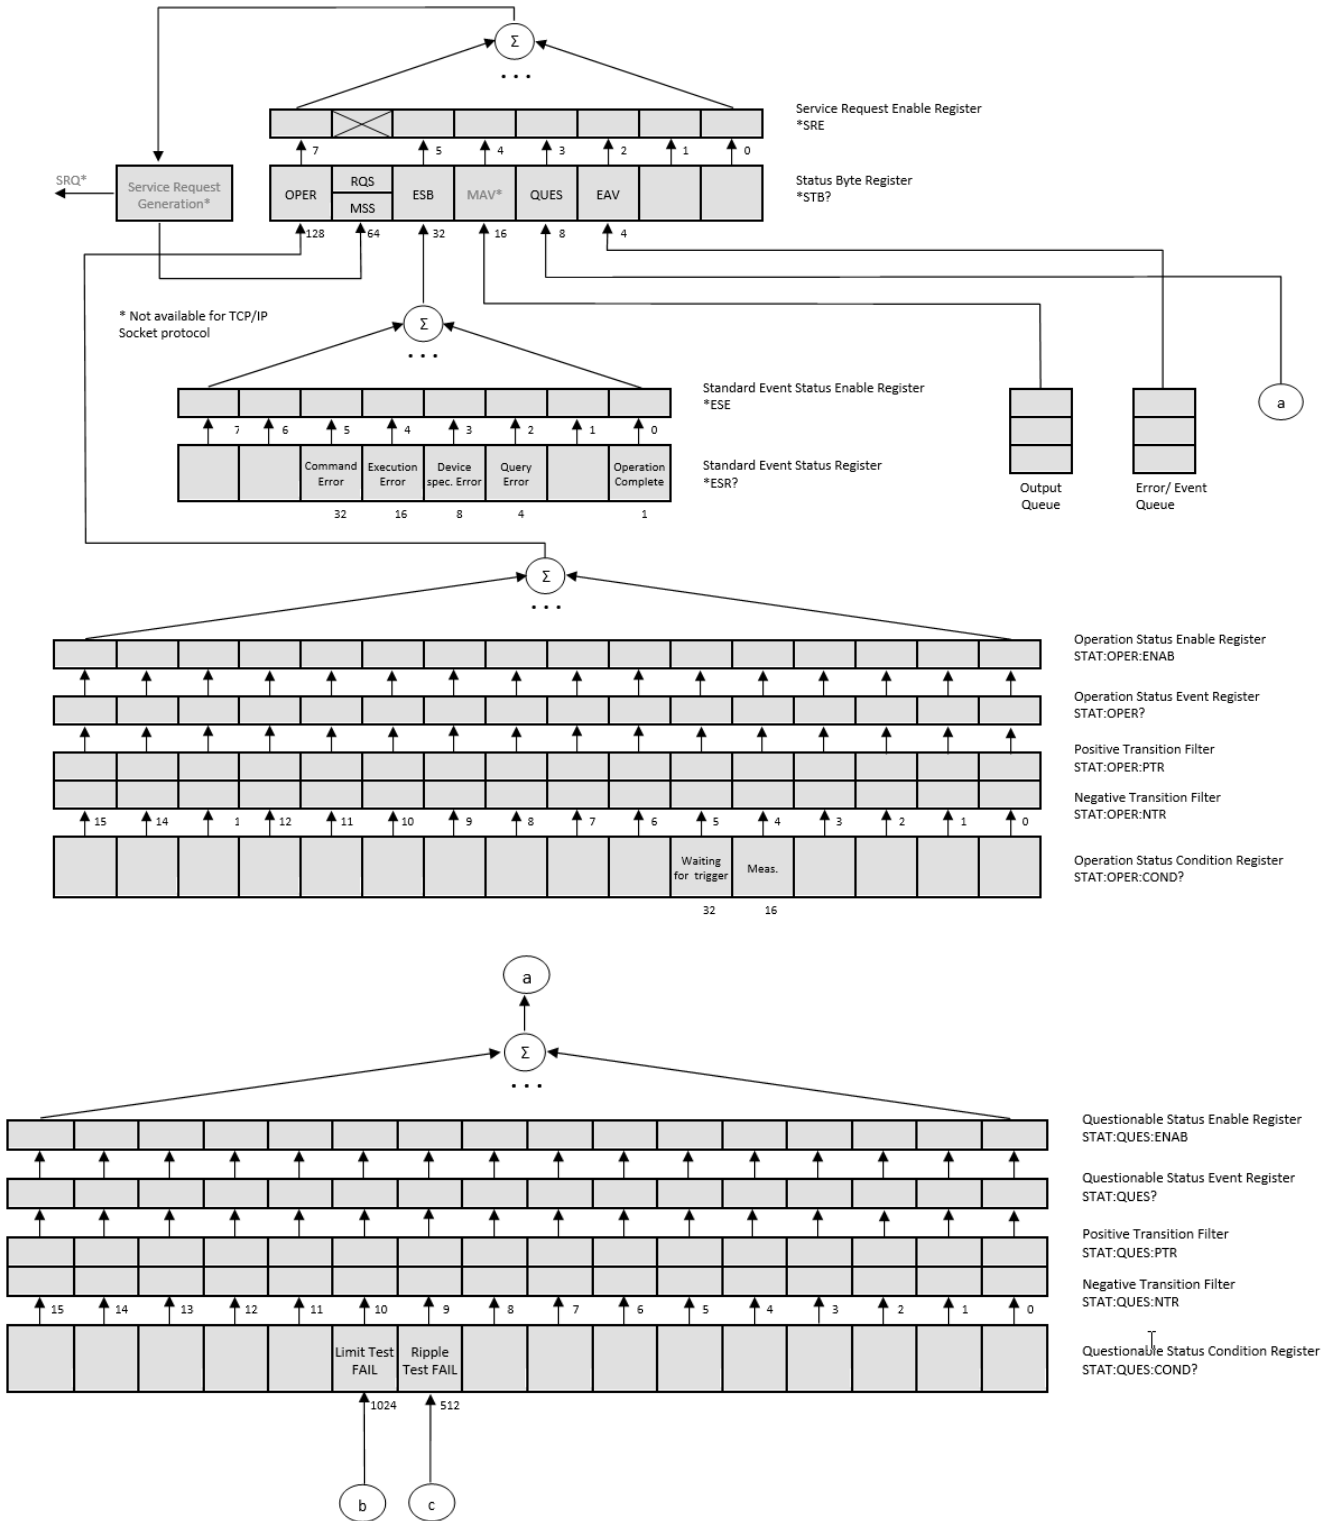 Σ
. . .
Service Request Enable Register
*SRE
7 5 4 3 2 1 0
SRQ*
Service Request
Generation*
OPER
RQS
MSS
ESB
MAV*
QUES
EAV
Status Byte Register
*STB?
128 64 32 16 8 4
* Not available for TCP/IP
Socket protocol
Σ
. . .
Standard Event Status Enable Register
*ESE
7 6 5 4 3 2 1 0
Command
Error
Execution
Error
Device
spec. Error
Query
Error
Operation
Complete
Standard Event Status Register
*ESR?
32 16 8 4 1
Output
Queue
Error/ Event
Queue
a
Σ
. . .
Operation Status Enable Register
STAT:OPER:ENAB
Operation Status Event Register
STAT:OPER?
Positive Transition Filter
STAT:OPER:PTR
Negative Transition Filter
STAT:OPER:NTR
15 14 1 12 11 10 9 8 7 6 5 4 3 2 1 0
Waiting
for trigger
Meas.
Operation Status Condition Register
STAT:OPER:COND?
32 16
a
Σ
. . .
Questionable Status Enable Register
STAT:QUES:ENAB
Questionable Status Event Register
STAT:QUES?
Positive Transition Filter
STAT:QUES:PTR
Negative Transition Filter
STAT:QUES:NTR
15 14 13 12 11 10 9 8 7 6 5 4 3 2 1 0
Limit Test
FAIL
Ripple
Test FAIL
Questionable Status Condition Register
STAT:QUES:COND?
1024 512
b c